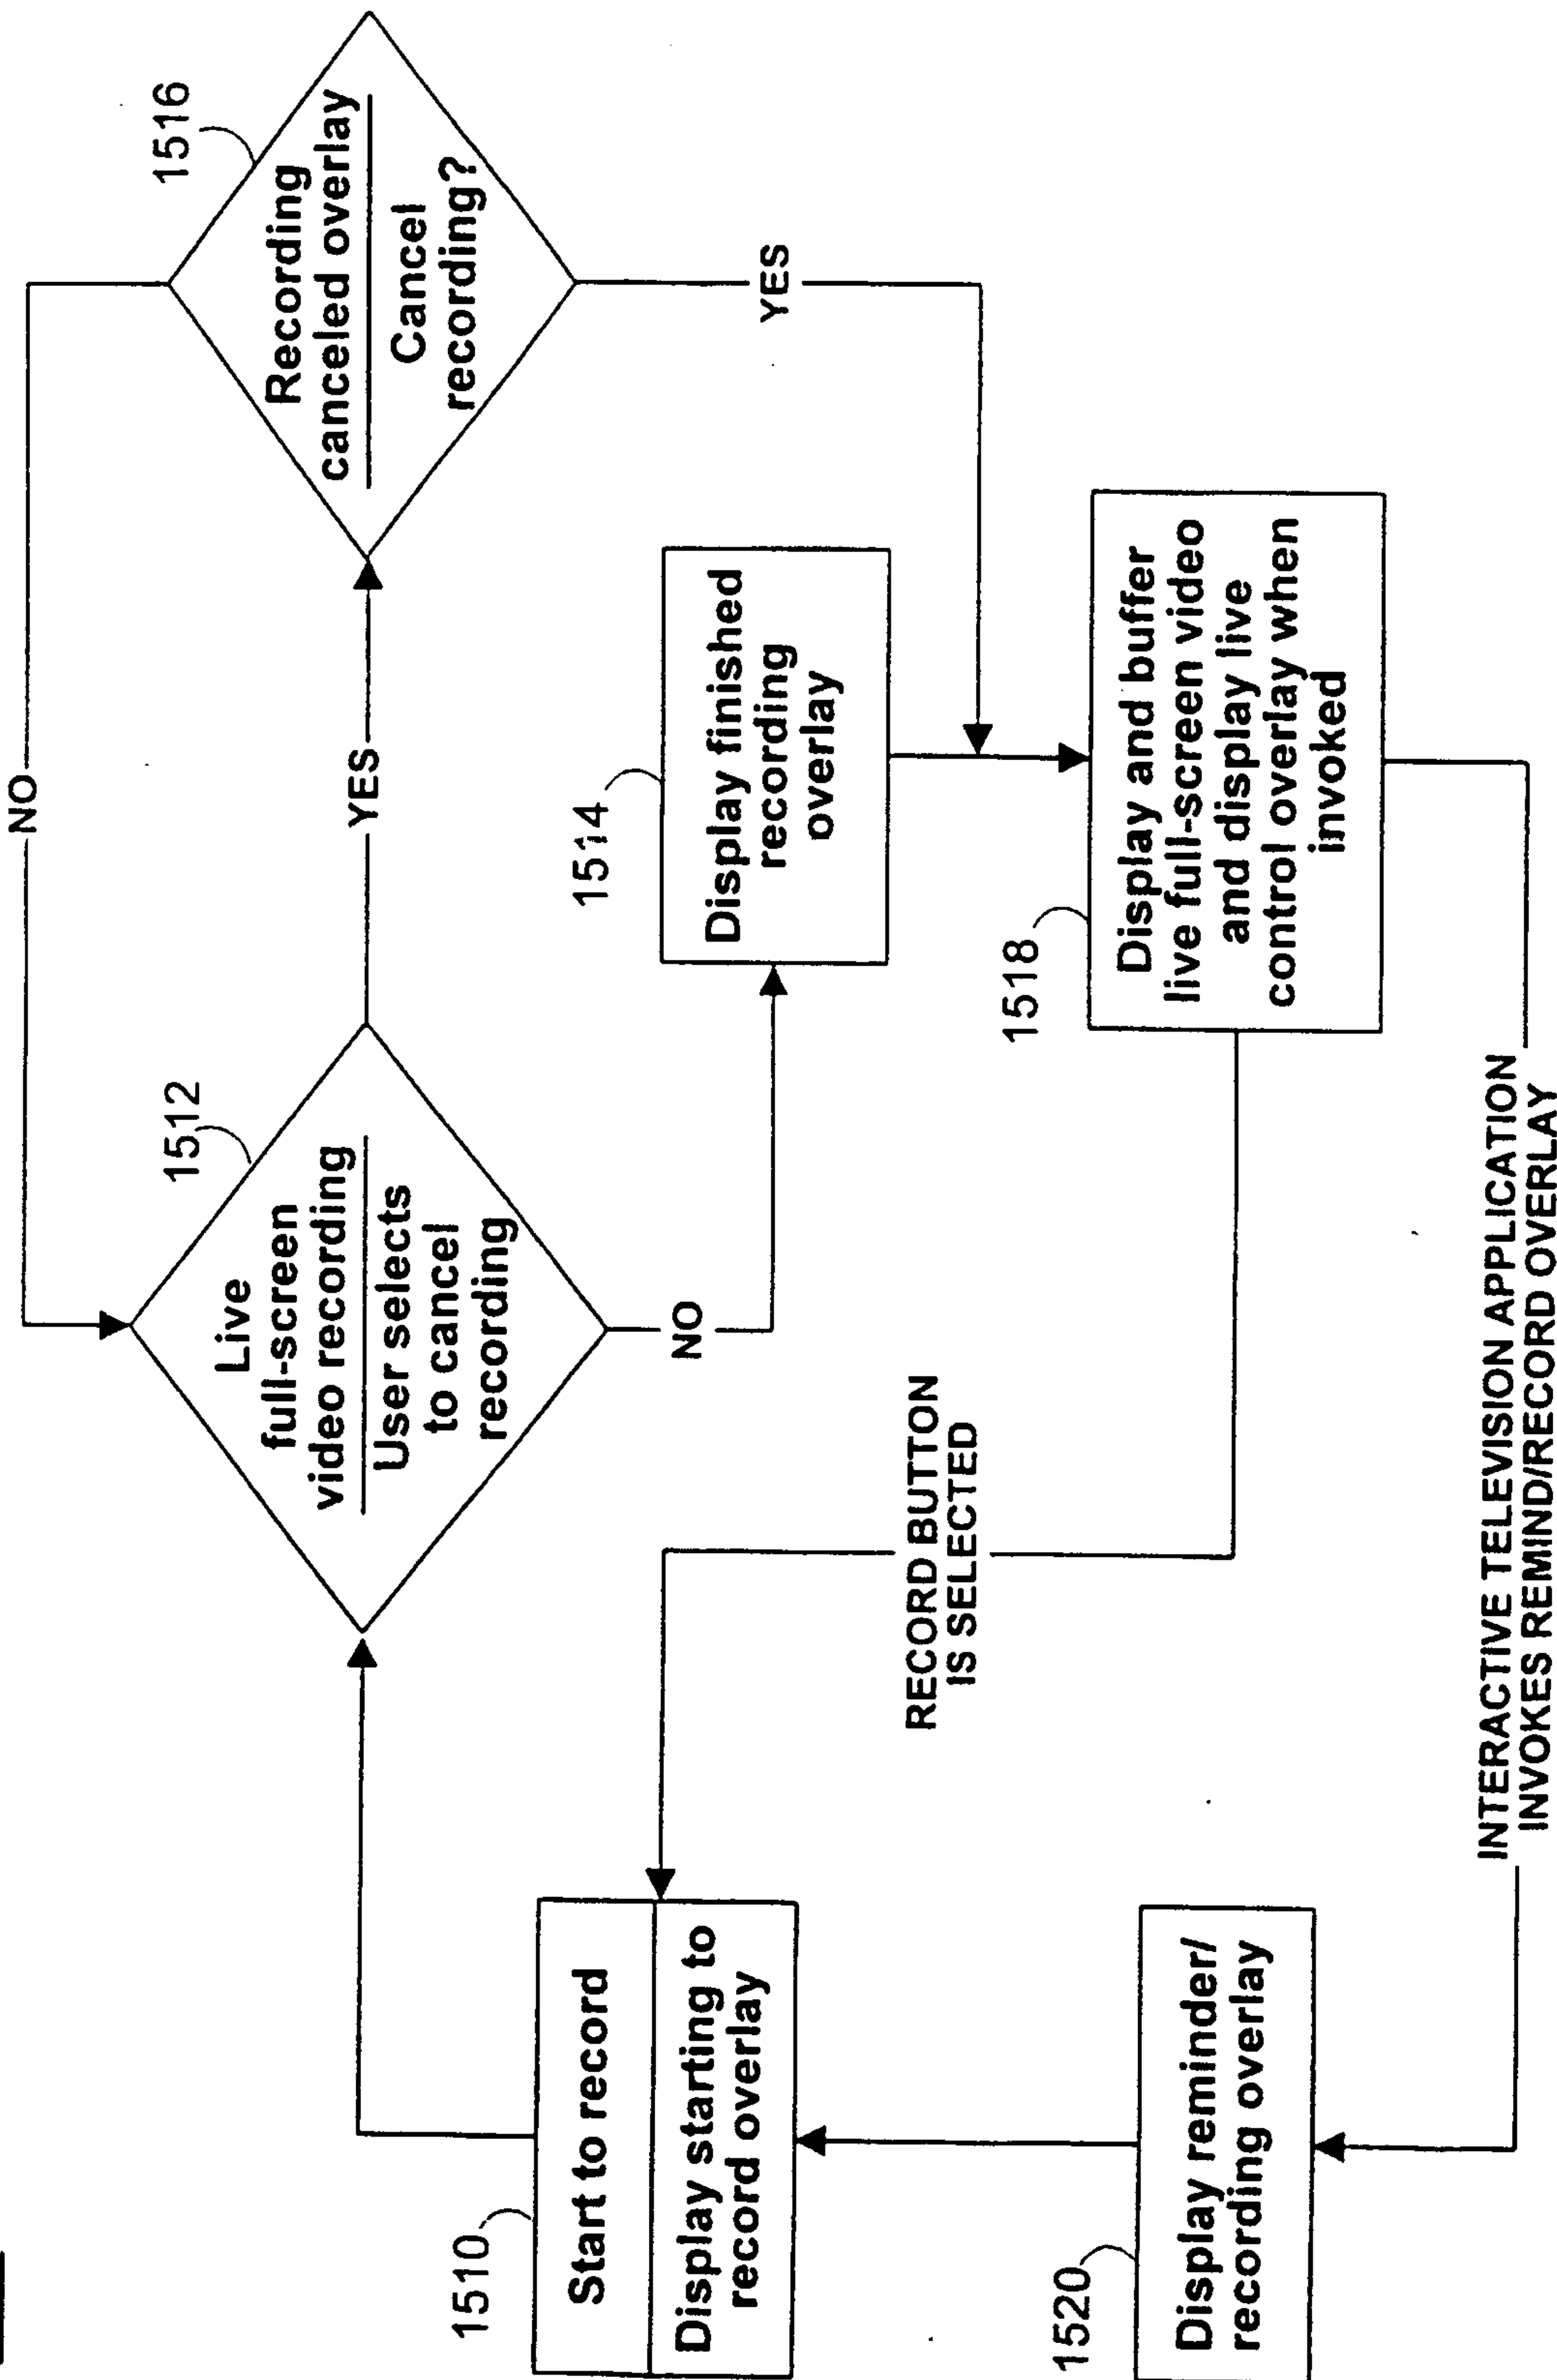 NO
1512
Live
full-screen
video recording
User selects
to cancel
recording
YES
1516
Recording
canceled overlay
Cancel
recording?
NO
YES
1510
Start to record
Display starting to
record overlay
RECORD BUTTON
IS SELECTED
1514
Display finished
recording
overlay
1518
Display and buffer
live full-screen video
and display live
control overlay when
invoked
1520
Display reminder/
recording overlay
INTERACTIVE TELEVISION APPLICATION
INVOKES REMIND/RECORD OVERLAY